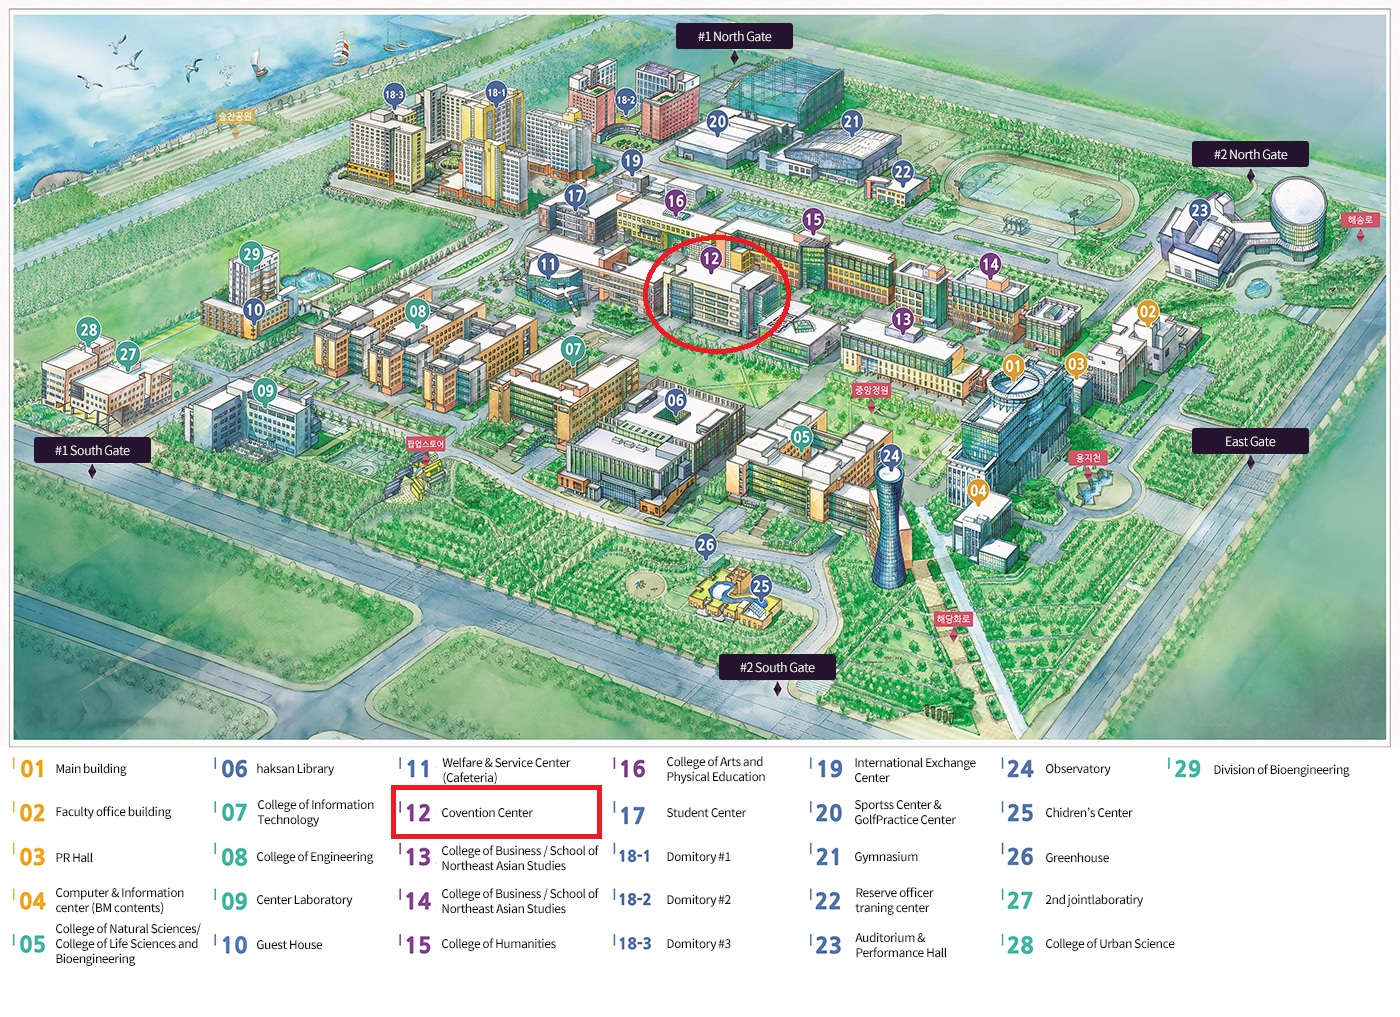 #1 North Gate
18-3
18-1
18-2
20
21
솔찬공원
#2 North Gate
19
22
17
16
15
23
해송로
29
11
12
14
10
08
13
02
28
27
07
01
03
09
06
중앙정원
05
#1 South Gate
팝업스토어
24
East Gate
용지천
04
26
25
해당화로
#2 South Gate
01 Main building
02 Faculty office building
03 PR Hall
04 Computer & Information
center (BM contents)
05 College of Natural Sciences/
College of Life Sciences and
Bioengineering
06 haksan Library
07 College of Information
Technology
08 College of Engineering
09 Center Laboratory
10 Guest House
11 Welfare & Service Center
(Cafeteria)
12 Covention Center
13 College of Business / School of
Northeast Asian Studies
14 College of Business / School of
Northeast Asian Studies
15 College of Humanities
16 College of Arts and
Physical Education
17 Student Center
18-1 Domitory #1
18-2 Domitory #2
18-3 Domitory #3
19 International Exchange
Center
20 Sportss Center &
GolfPractice Center
21 Gymnasium
22 Reserve officer
traning center
23 Auditorium &
Performance Hall
24 Observatory
25 Chidren's Center
26 Greenhouse
27 2nd jointlaboratiry
28 College of Urban Science
29 Division of Bioengineering